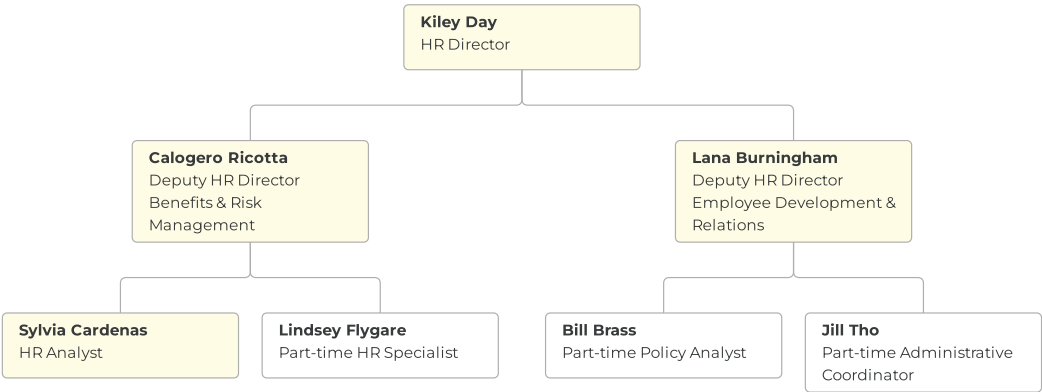 Kiley Day
HR Director
Calogero Ricotta
Deputy HR Director
Benefits & Risk
Management
Lana Burningham
Deputy HR Director
Employee Development &
Relations
Sylvia Cardenas
HR Analyst
Lindsey Flygare
Part-time HR Specialist
Bill Brass
Part-time Policy Analyst
Jill Tho
Part-time Administrative
Coordinator